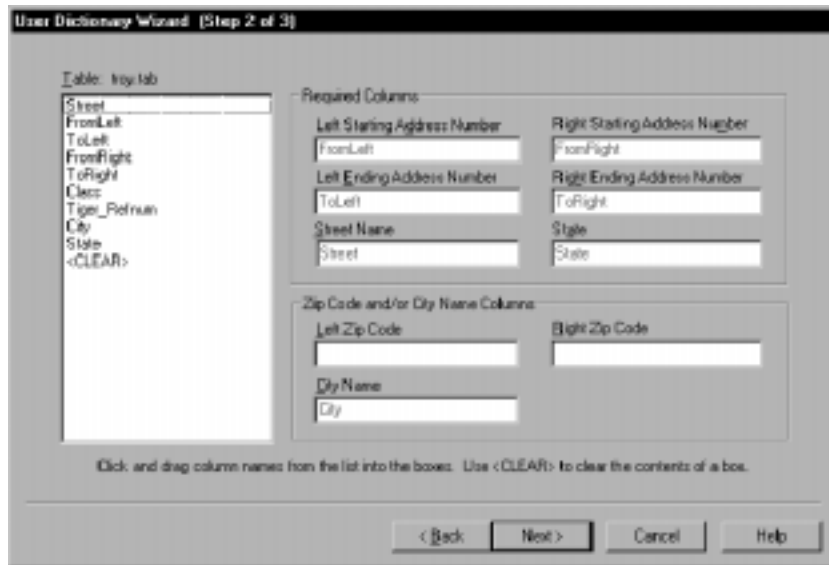 User Dictionary Wizard (Step 2 of 3)
Table: troy.tab
Street
FromLeft
ToLeft
FromRight
ToRight
Class
Tiger_Refnum
City
State
<CLEAR>
Required Columns
Left Starting Address Number
FromLeft
Right Starting Address Number
FromRight
Left Ending Address Number
ToLeft
Right Ending Address Number
ToRight
Street Name
Street
State
State
Zip Code and/or City Name Columns
Left Zip Code
Right Zip Code
City Name
City
Click and drag column names from the list into the boxes. Use <CLEAR> to clear the contents of a box.
< Back
Next >
Cancel
Help